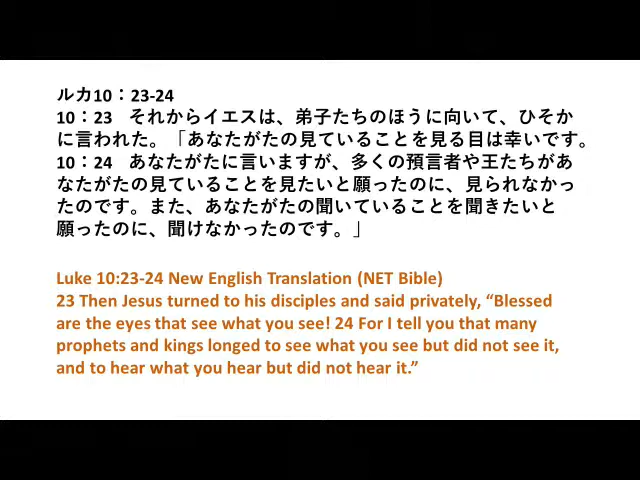 ルカ10：23-24
10：23　それからイエスは、弟子たちのほうに向いて、ひそか
に言われた。「あなたがたの見ていることを見る目は幸いです。
10：24　あなたがたに言いますが、多くの預言者や王たちがあ
なたがたの見ていることを見たいと願ったのに、見られなかっ
たのです。また、あなたがたの聞いていることを聞きたいと
願ったのに、聞けなかったのです。」
Luke 10:23-24 New English Translation (NET Bible)
23 Then Jesus turned to his disciples and said privately, “Blessed
are the eyes that see what you see! 24 For I tell you that many
prophets and kings longed to see what you see but did not see it,
and to hear what you hear but did not hear it.”